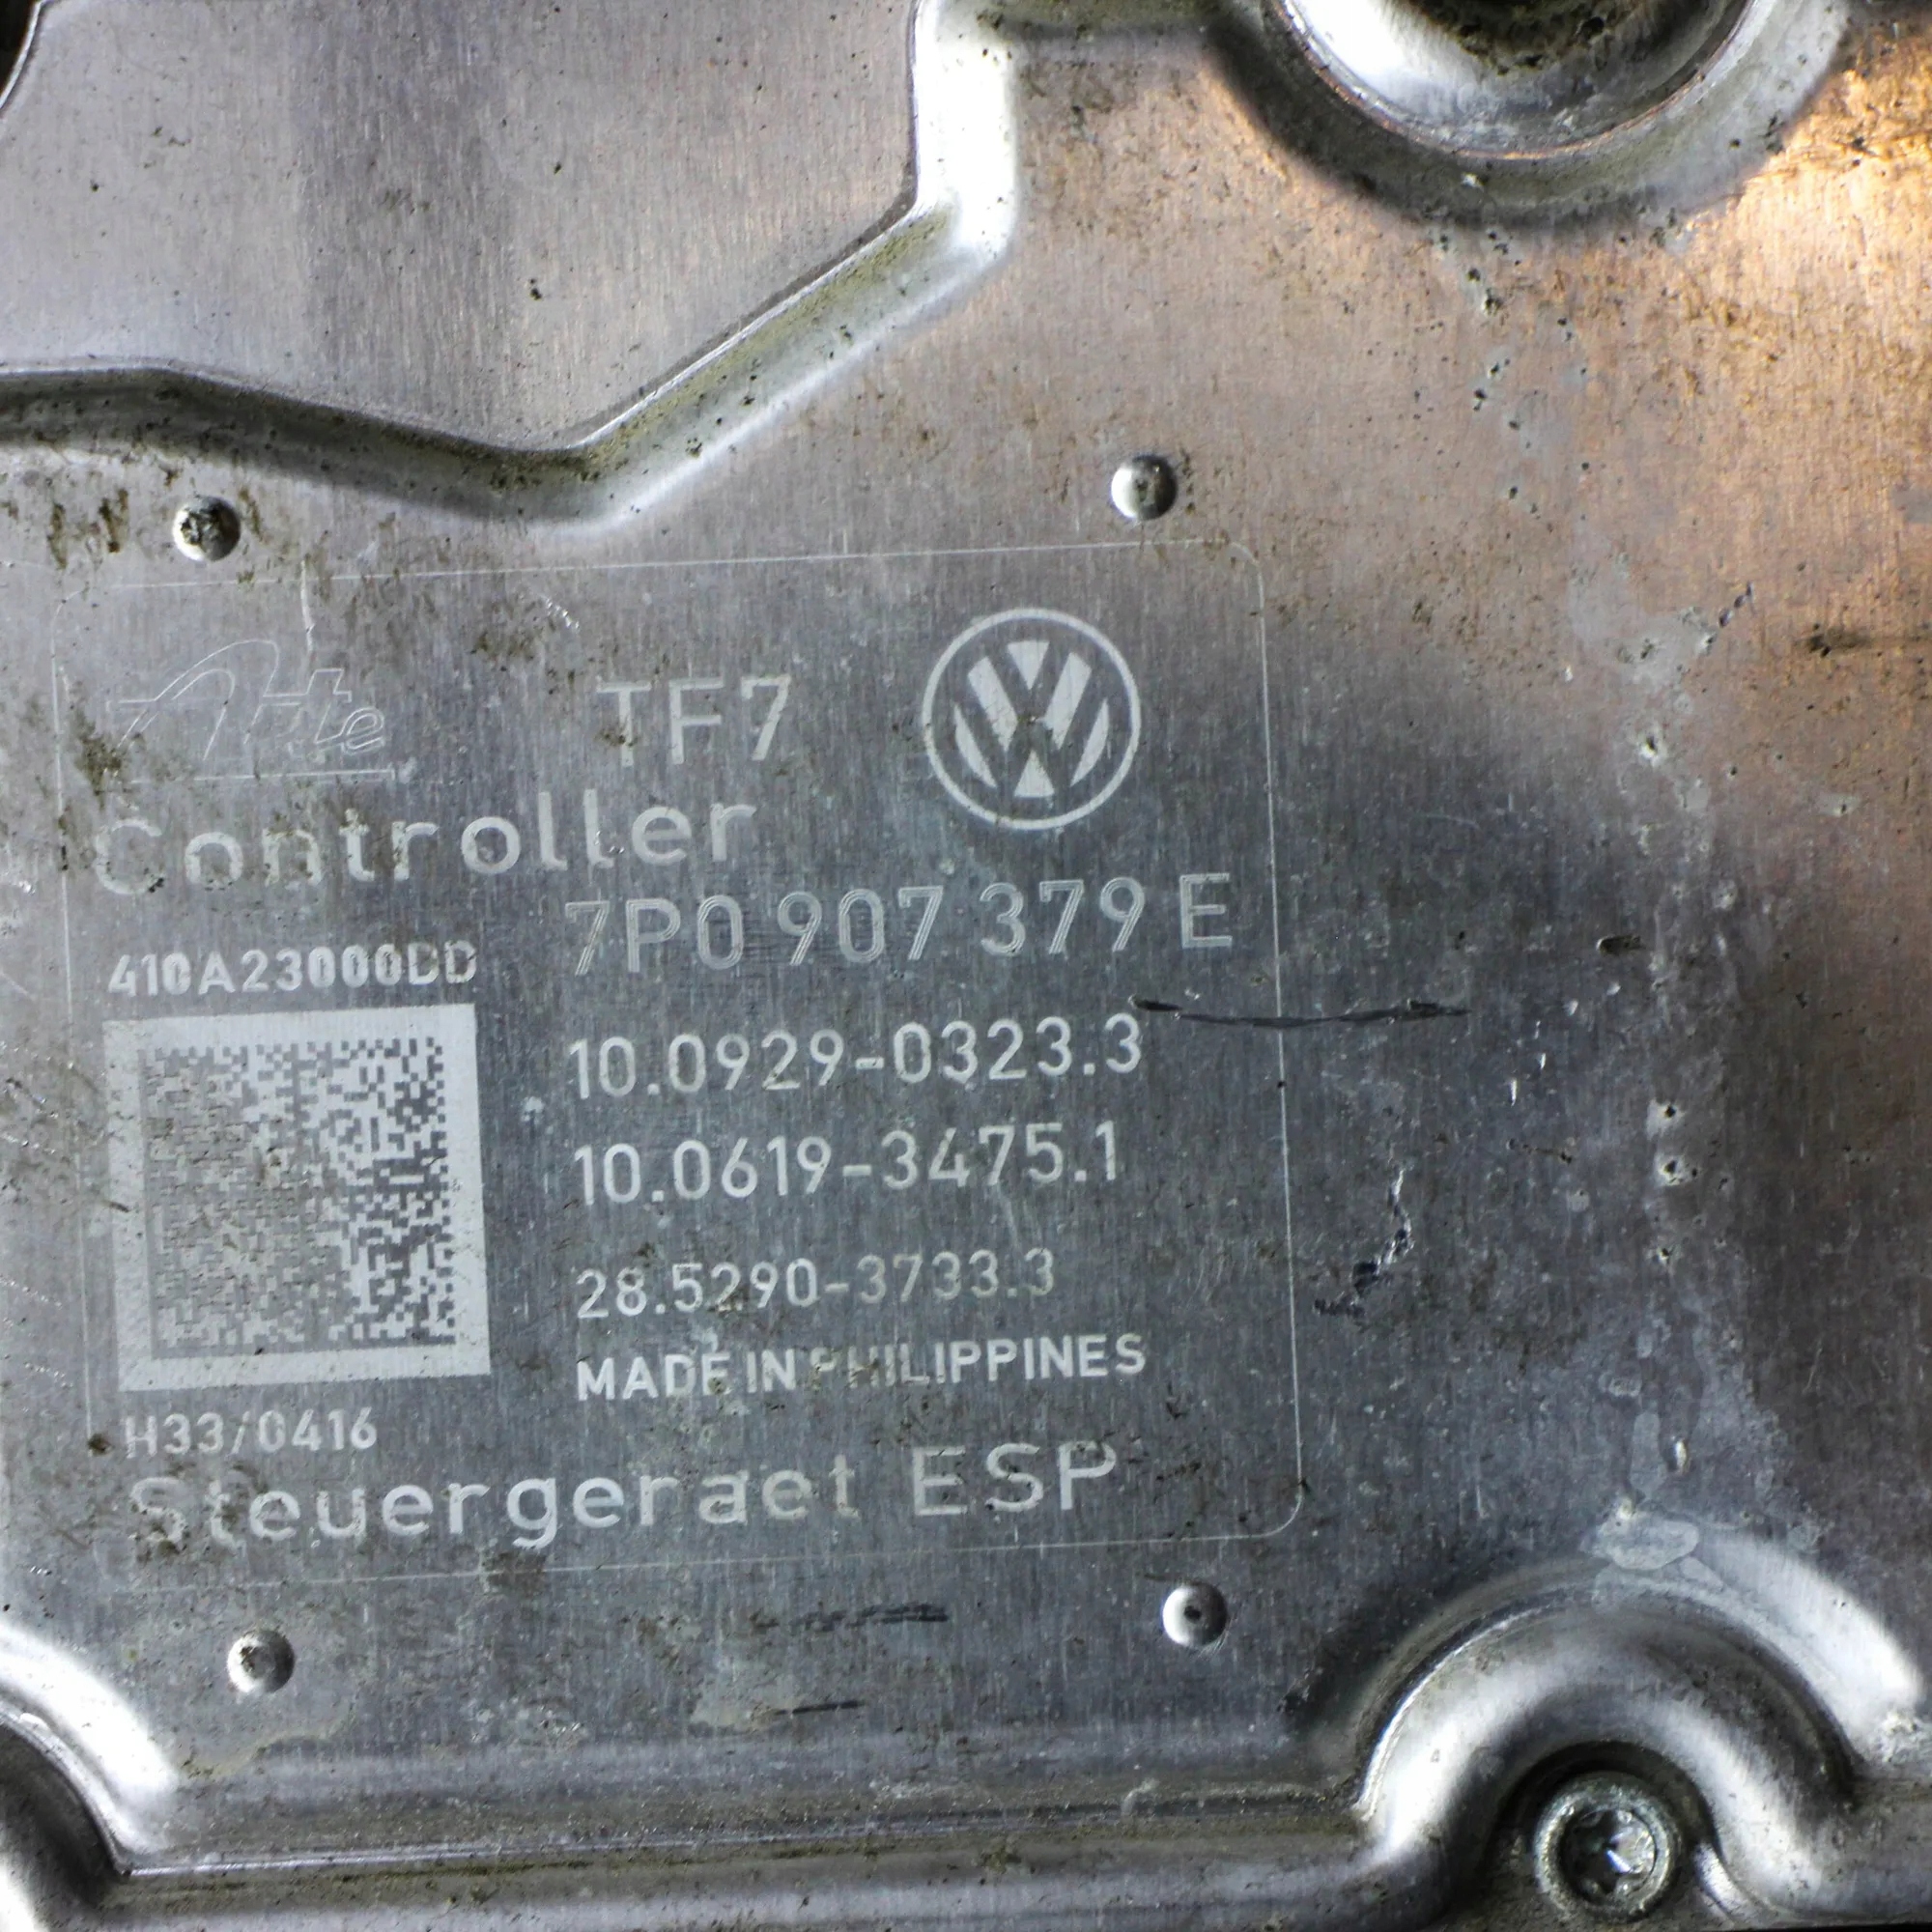 Ate TF7
Controller
7P0 907 379 E
410A23000DD
10.0929-0323.3
10.0619-3475.1
28.5290-3733.3
MADE IN PHILIPPINES
H33/0416
Steuergeraet ESP